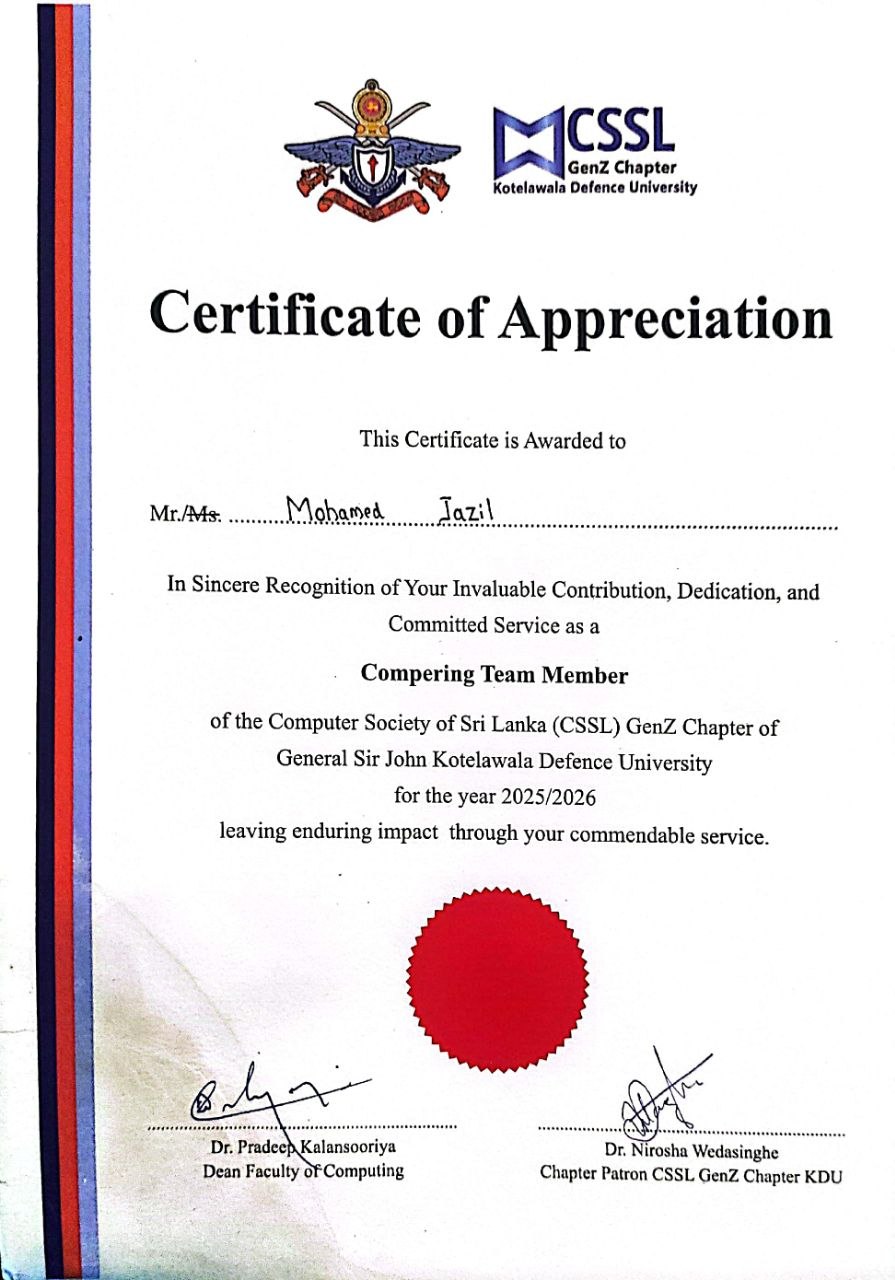 CSSL
GenZ Chapter
Kotelawala Defence University
Certificate of Appreciation
This Certificate is Awarded to
Mr./Ms. ........ Mohamed Jazil ........
In Sincere Recognition of Your Invaluable Contribution, Dedication, and
Committed Service as a
Compering Team Member
of the Computer Society of Sri Lanka (CSSL) GenZ Chapter of
General Sir John Kotelawala Defence University
for the year 2025/2026
leaving enduring impact through your commendable service.
Dr. Pradeep Kalansooriya
Dean Faculty of Computing
Dr. Nirosha Wedasinghe
Chapter Patron CSSL GenZ Chapter KDU